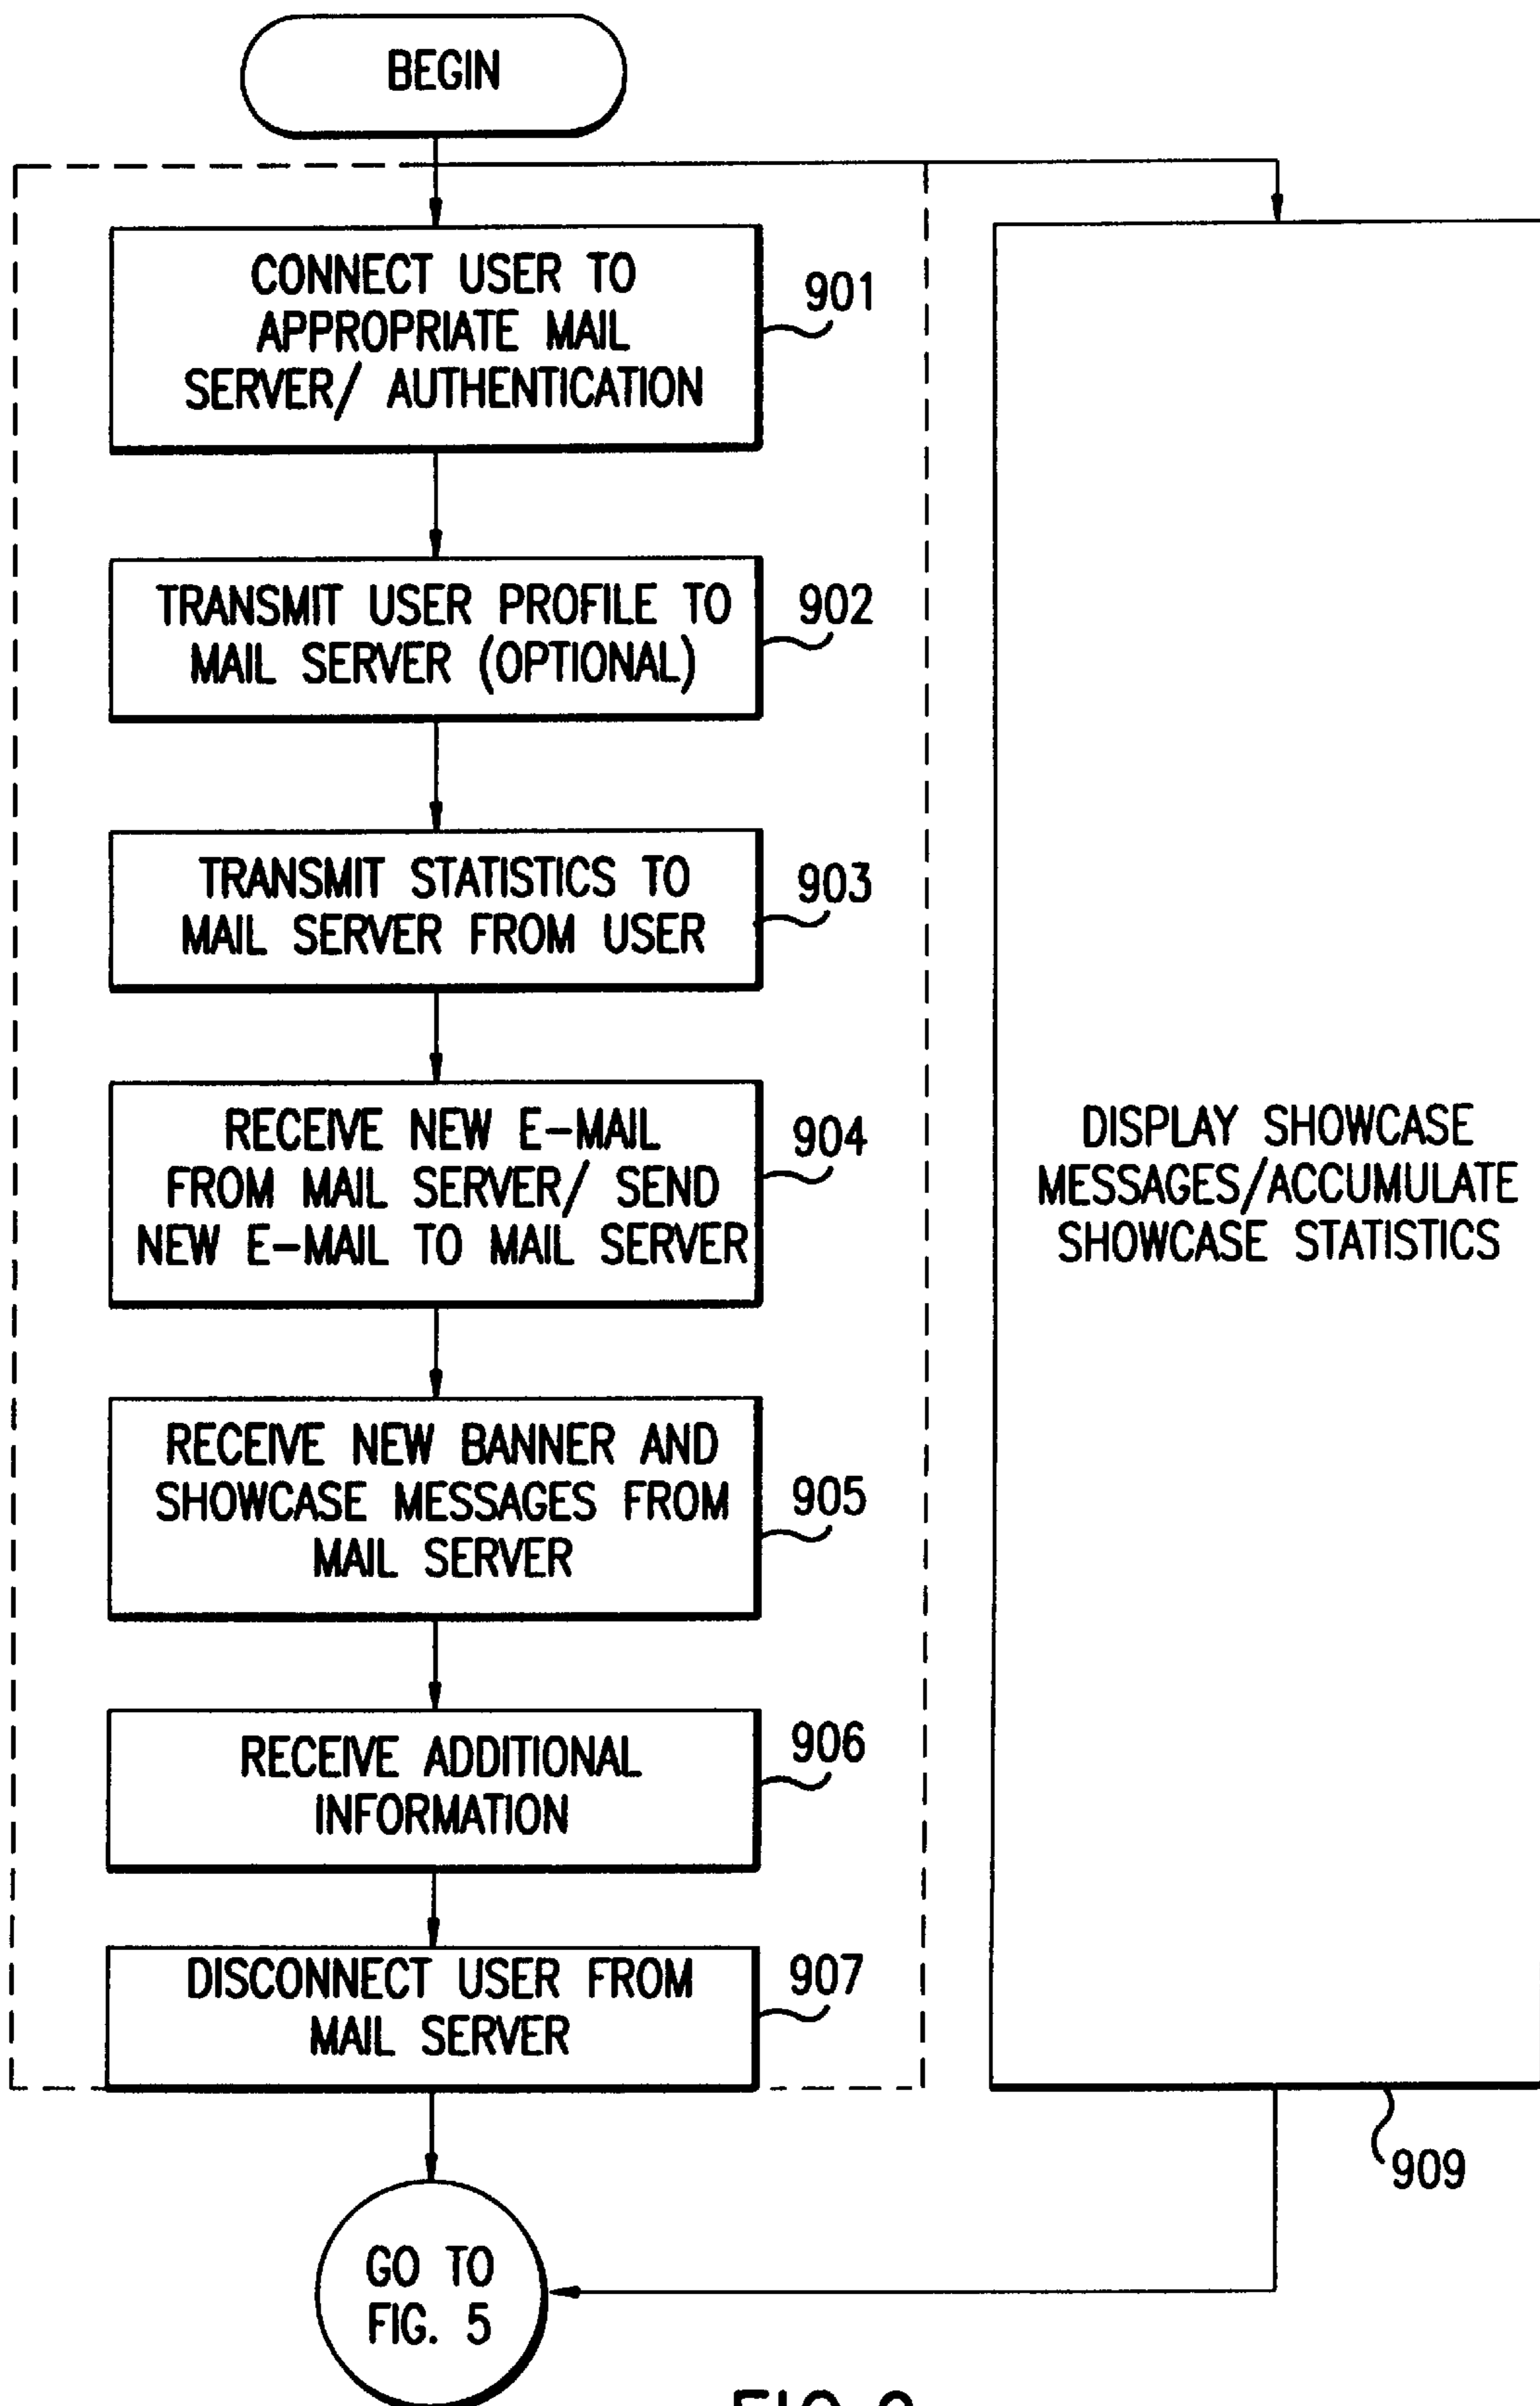 BEGIN
CONNECT USER TO
APPROPRIATE MAIL
SERVER/ AUTHENTICATION
901
TRANSMIT USER PROFILE TO
MAIL SERVER (OPTIONAL)
902
TRANSMIT STATISTICS TO
MAIL SERVER FROM USER
903
RECEIVE NEW E-MAIL
FROM MAIL SERVER/ SEND
NEW E-MAIL TO MAIL SERVER
904
DISPLAY SHOWCASE
MESSAGES/ACCUMULATE
SHOWCASE STATISTICS
RECEIVE NEW BANNER AND
SHOWCASE MESSAGES FROM
MAIL SERVER
905
RECEIVE ADDITIONAL
INFORMATION
906
DISCONNECT USER FROM
MAIL SERVER
907
909
GO TO
FIG. 5